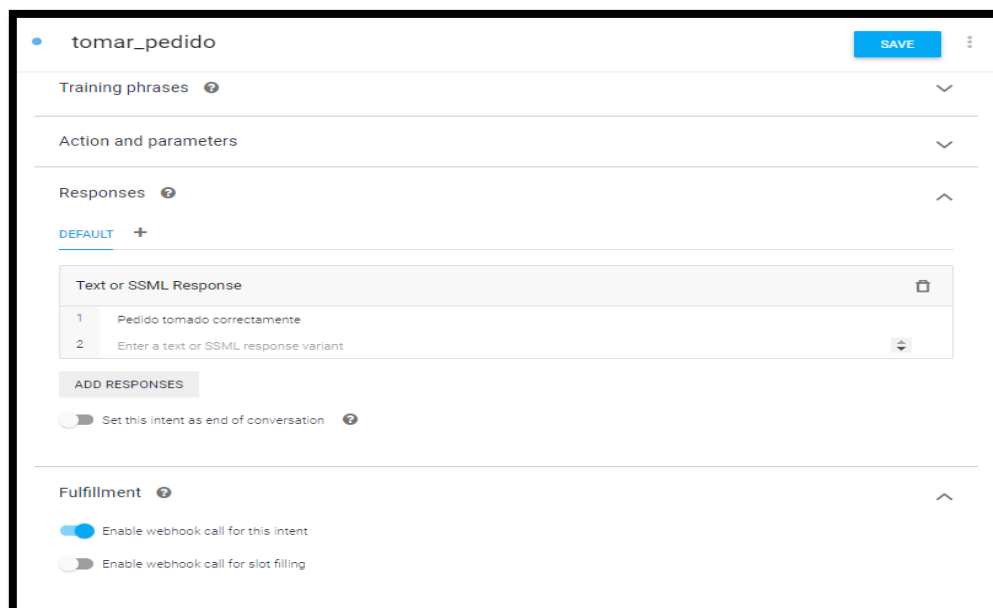 tomar_pedido
SAVE
Training phrases
Action and parameters
Responses
DEFAULT +
Text or SSML Response
1 Pedido tomado correctamente
2 Enter a text or SSML response variant
ADD RESPONSES
Set this intent as end of conversation
Fulfillment
Enable webhook call for this intent
Enable webhook call for slot filling